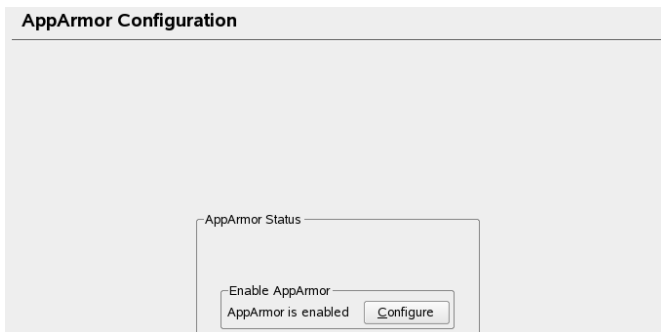 AppArmor Configuration
AppArmor Status
Enable AppArmor
AppArmor is enabled Configure